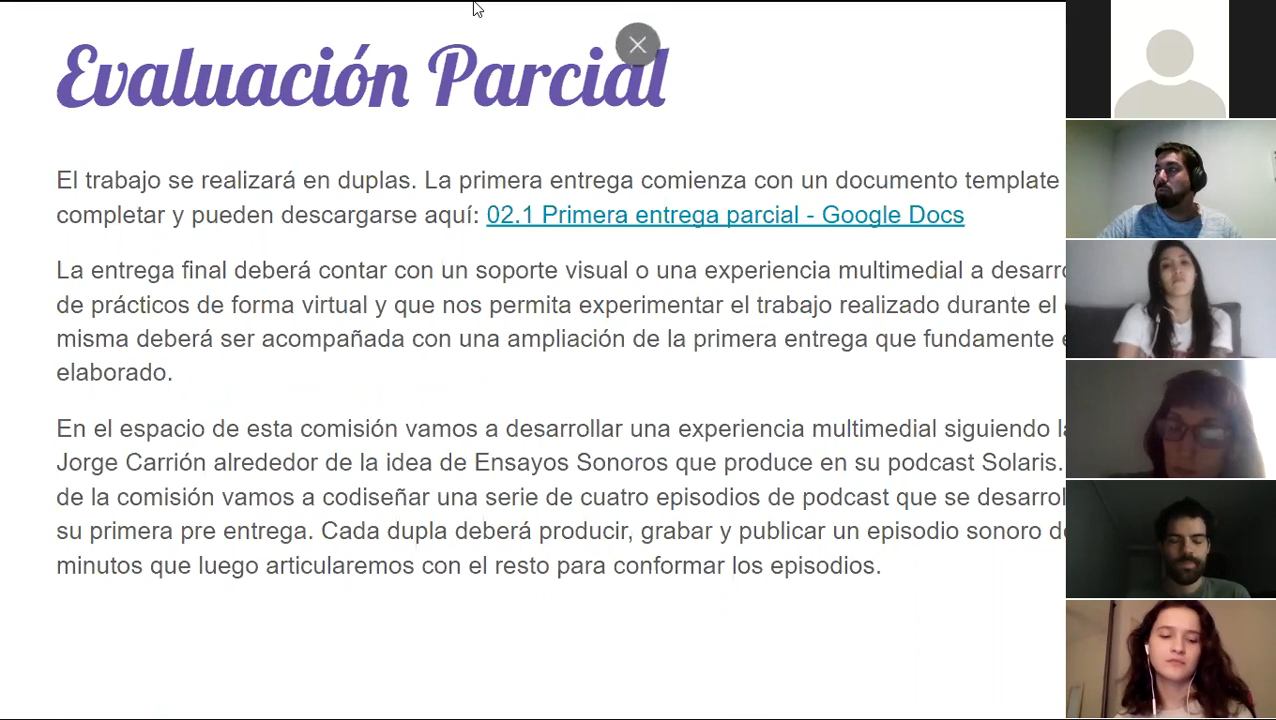 Evaluación Parcial
El trabajo se realizará en duplas. La primera entrega comienza con un documento template
completar y pueden descargarse aquí: 02.1 Primera entrega parcial - Google Docs
La entrega final deberá contar con un soporte visual o una experiencia multimedial a
de prácticos de forma virtual y que nos permita experimentar el trabajo realizado durante el
misma deberá ser acompañada con una ampliación de la primera entrega que fundamente
elaborado.
En el espacio de esta comisión vamos a desarrollar una experiencia multimedial siguiendo
Jorge Carrión alrededor de la idea de Ensayos Sonoros que produce en su podcast Solaris.
de la comisión vamos a codiseñar una serie de cuatro episodios de podcast que se
su primera pre entrega. Cada dupla deberá producir, grabar y publicar un episodio sonoro
minutos que luego articularemos con el resto para conformar los episodios.